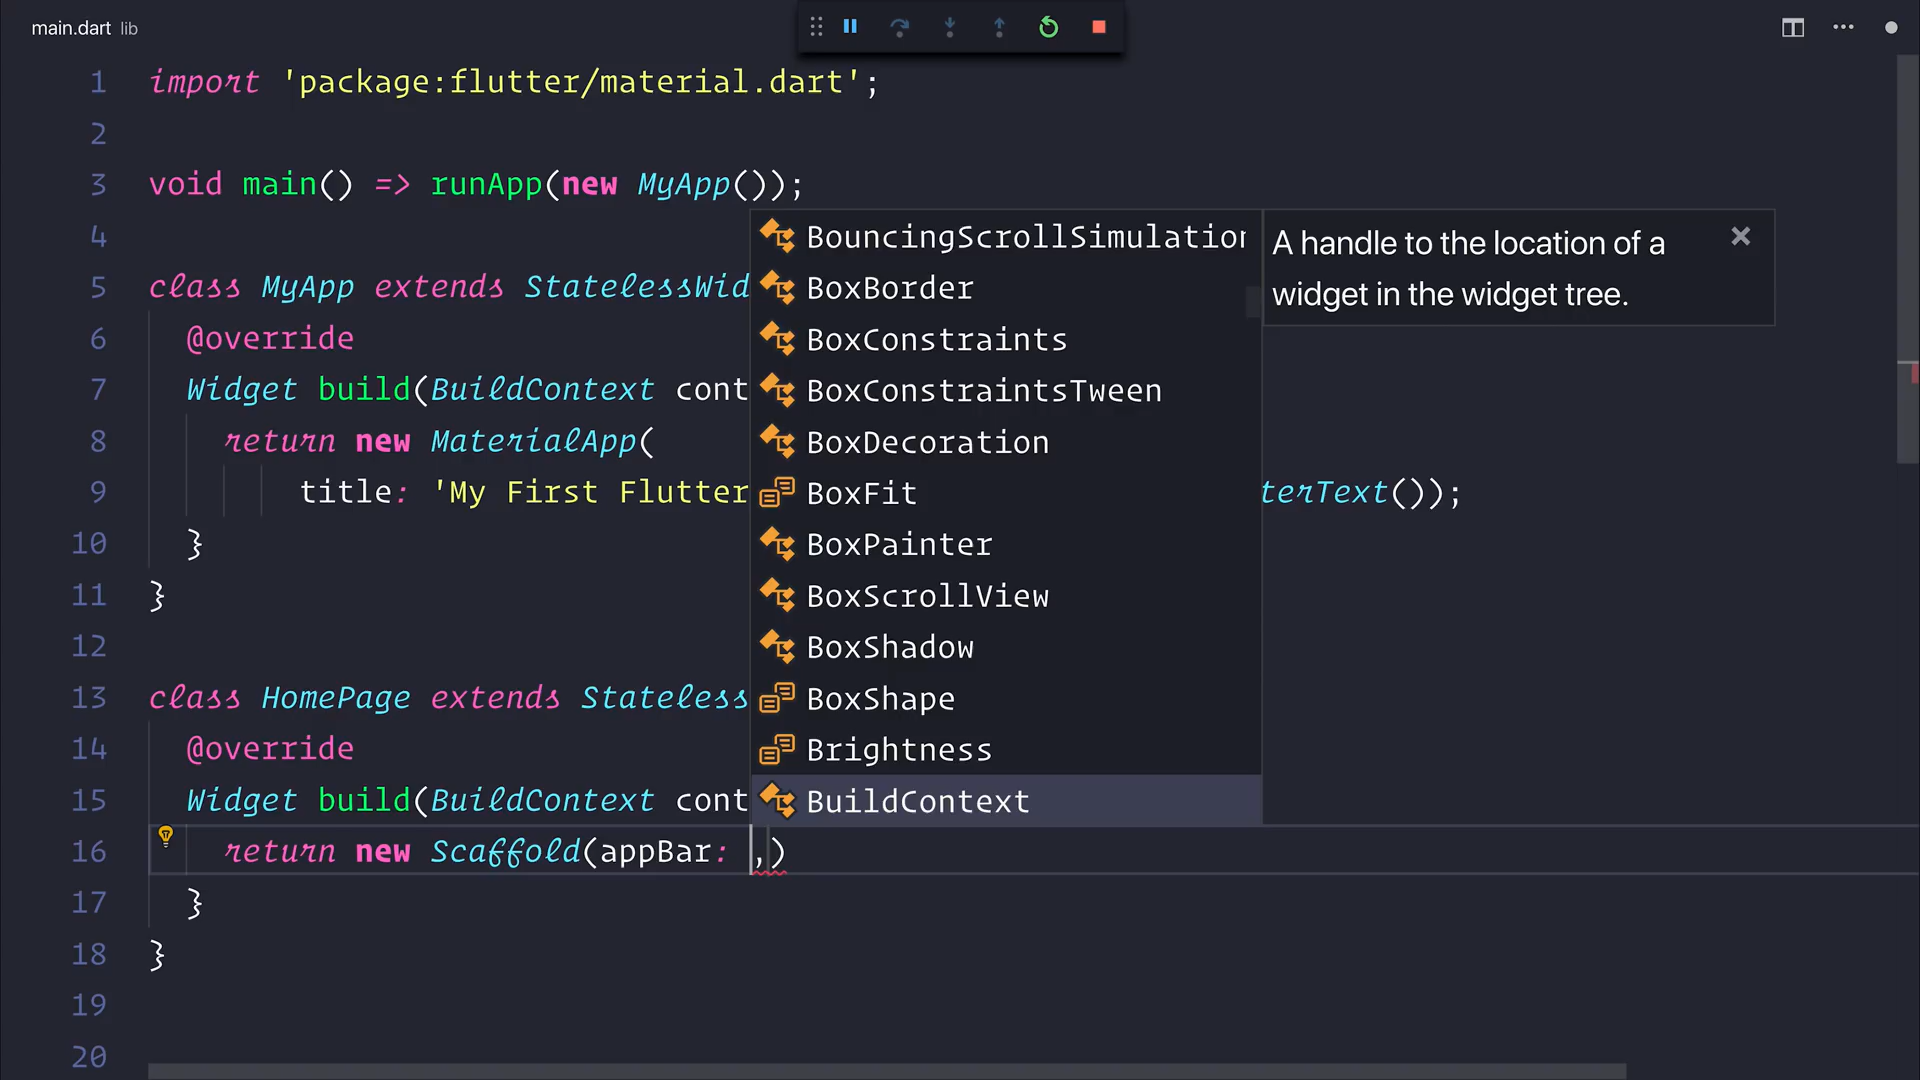 main.dart lib
1 import 'package:flutter/material.dart';
2
3 void main() => runApp(new MyApp());
4
5 class MyApp extends StatelessWid
6 @override
7 Widget build(BuildContext cont
8 return new MaterialApp(
9 title: 'My First Flutter terText());
10 }
11 }
12
13 class HomePage extends Stateless
14 @override
15 Widget build(BuildContext cont
16 return new Scaffold(appBar: ,)
17 }
18 }
19
20
BouncingScrollSimulation
BoxBorder
BoxConstraints
BoxConstraintsTween
BoxDecoration
BoxFit
BoxPainter
BoxScrollView
BoxShadow
BoxShape
Brightness
BuildContext
A handle to the location of a
widget in the widget tree.